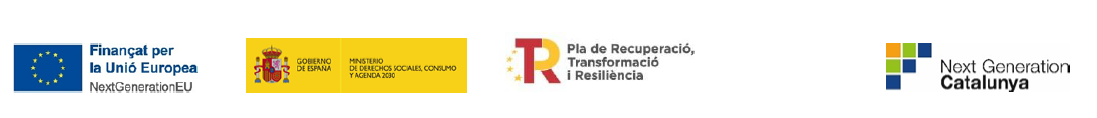 Finançat per
la Unió Europea
NextGenerationEU
GOBIERNO
DE ESPAÑA
MINISTERIO
DE DERECHOS SOCIALES, CONSUMO
Y AGENDA 2030
TR
Pla de Recuperació,
Transformació
i Resiliència
Next Generation
Catalunya